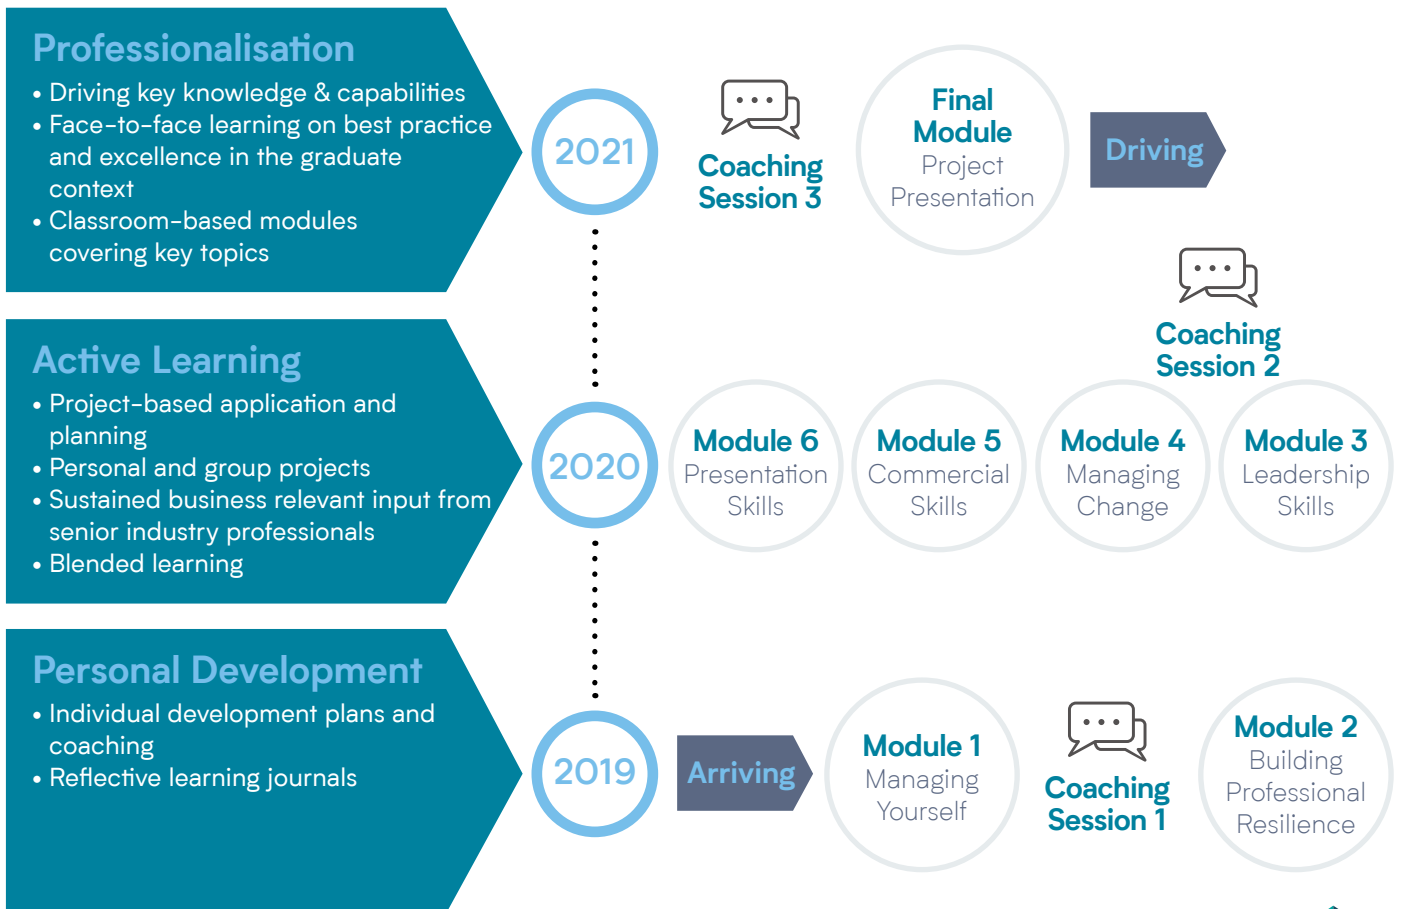 Professionalisation
• Driving key knowledge & capabilities
• Face-to-face learning on best practice
and excellence in the graduate
context
• Classroom-based modules
covering key topics
2021
Coaching
Session 3
Final
Module
Project
Presentation
Driving
Coaching
Session 2
Active Learning
• Project-based application and
planning
• Personal and group projects
• Sustained business relevant input from
senior industry professionals
• Blended learning
2020
Module 6
Presentation
Skills
Module 5
Commercial
Skills
Module 4
Managing
Change
Module 3
Leadership
Skills
Personal Development
• Individual development plans and
coaching
• Reflective learning journals
2019
Arriving
Module 1
Managing
Yourself
Coaching
Session 1
Module 2
Building
Professional
Resilience